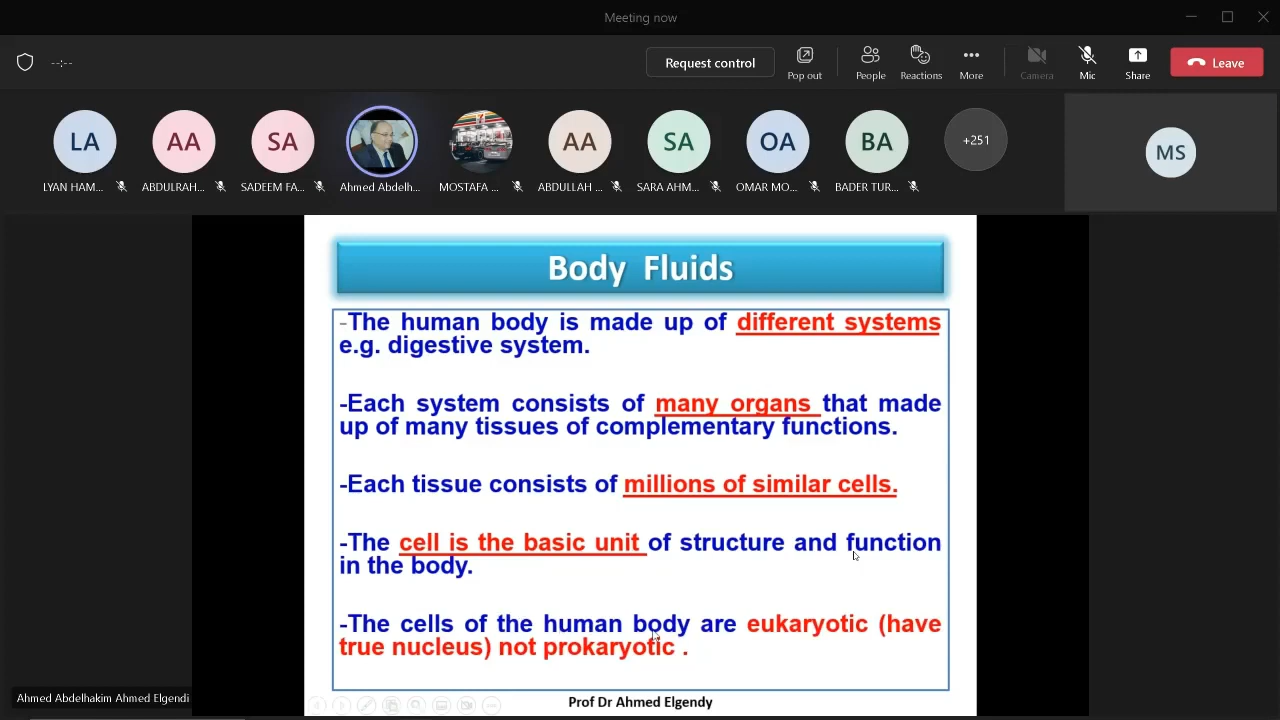 Meeting now
--:--
Request control
Pop out
People
Reactions
More
Camera
Mic
Share
Leave
LA
AA
SA
AA
SA
OA
BA
+251
MS
LYAN HAM...
ABDULRAH...
SADEEM FA...
Ahmed Abdelh...
MOSTAFA ...
ABDULLAH ...
SARA AHM...
OMAR MO...
BADER TUR...
Body Fluids
-The human body is made up of different systems
e.g. digestive system.
-Each system consists of many organs that made
up of many tissues of complementary functions.
-Each tissue consists of millions of similar cells.
-The cell is the basic unit of structure and function
in the body.
-The cells of the human body are eukaryotic (have
true nucleus) not prokaryotic .
Ahmed Abdelhakim Ahmed Elgendi
Prof Dr Ahmed Elgendy